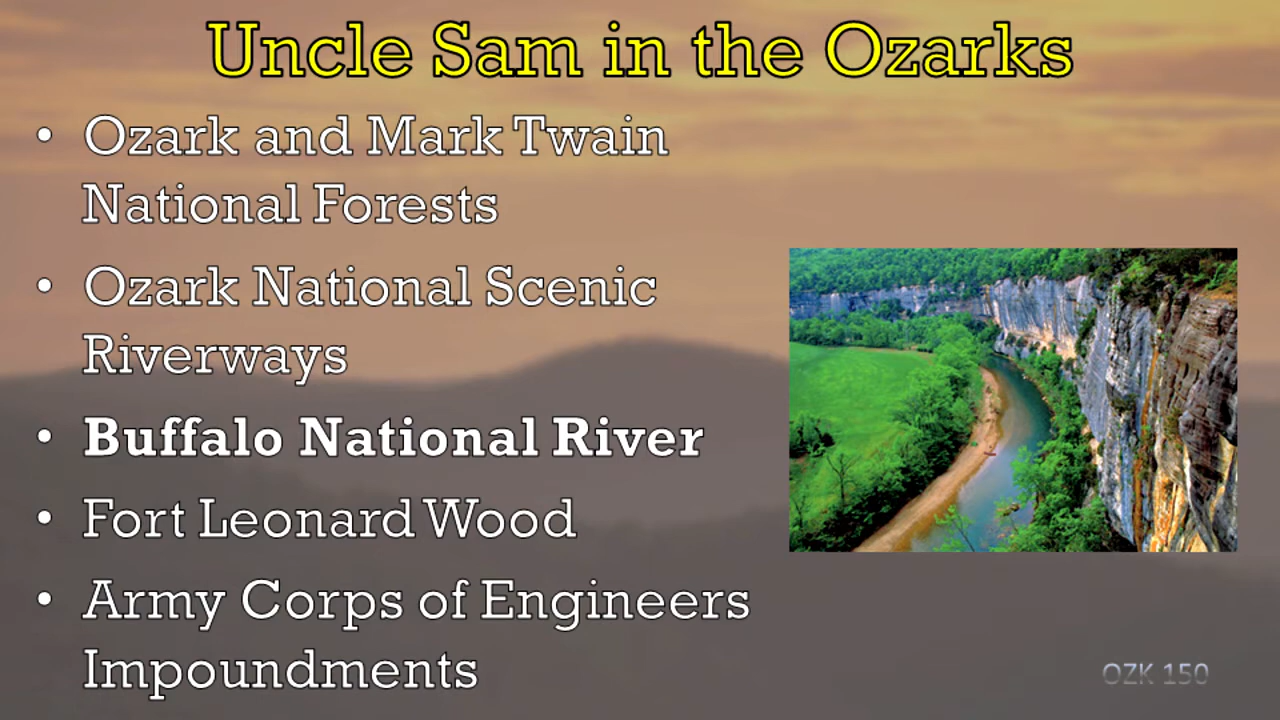 Uncle Sam in the Ozarks
• Ozark and Mark Twain
National Forests
• Ozark National Scenic
Riverways
• Buffalo National River
• Fort Leonard Wood
• Army Corps of Engineers
Impoundments
OZK 150